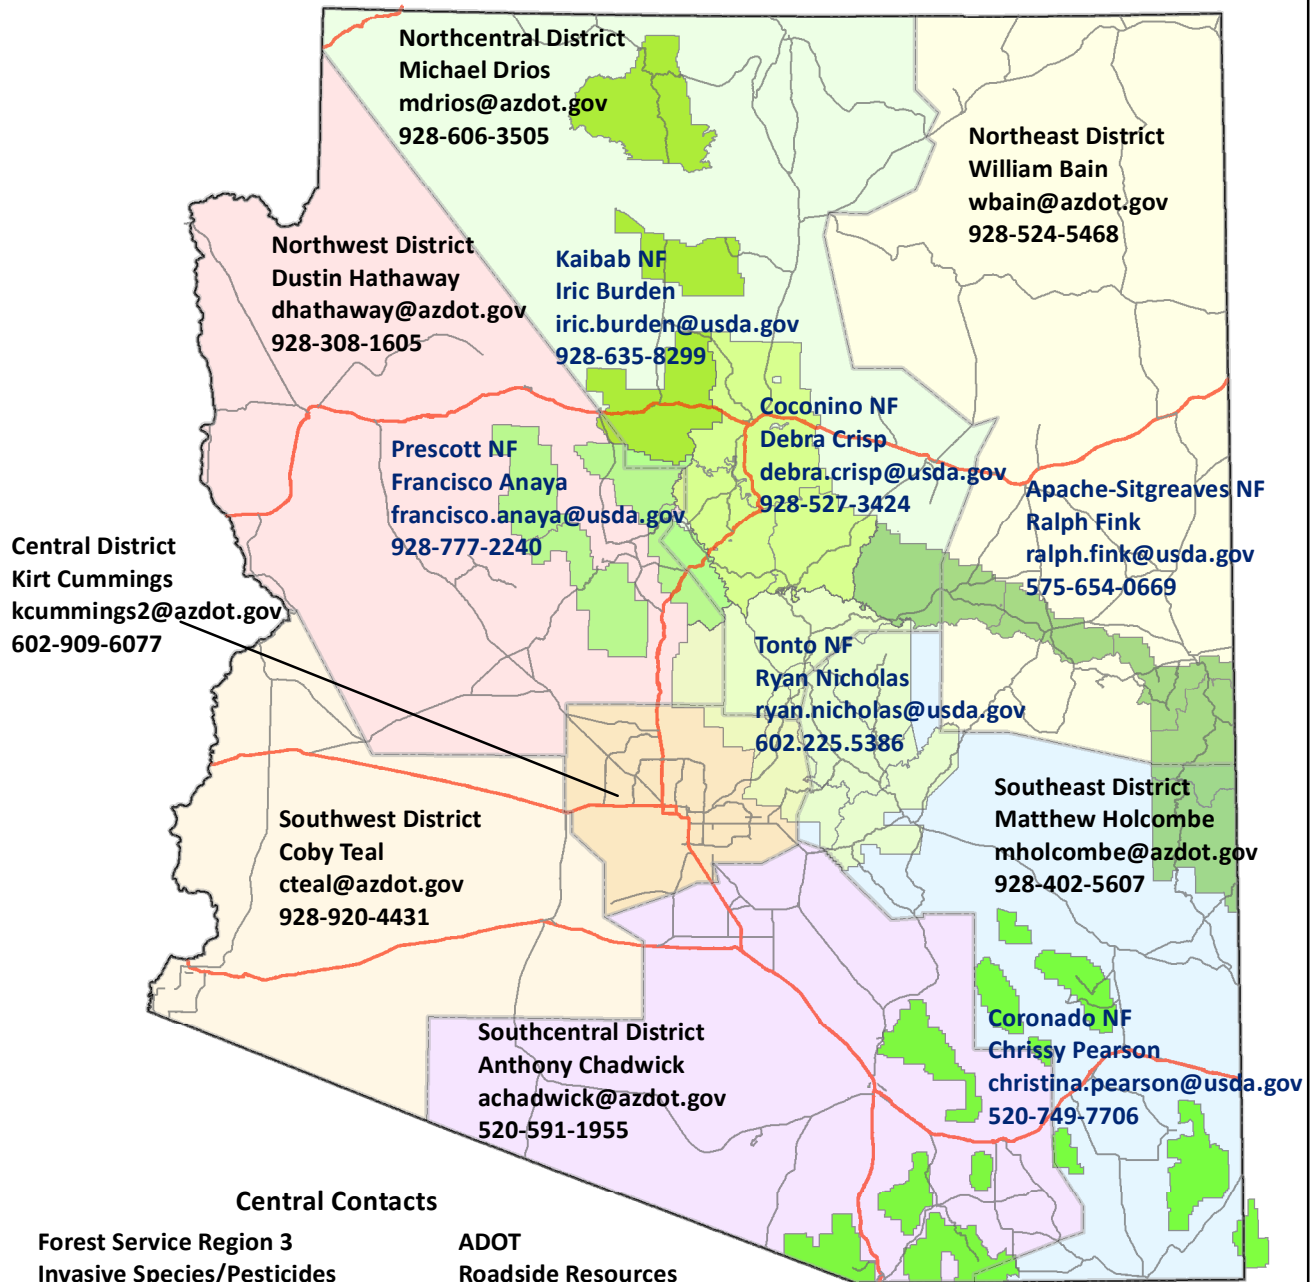 Northcentral District
Michael Drios
mdrios@azdot.gov
928-606-3505
Northeast District
William Bain
wbain@azdot.gov
928-524-5468
Northwest District
Dustin Hathaway
dhathaway@azdot.gov
928-308-1605
Kaibab NF
Iric Burden
iric.burden@usda.gov
928-635-8299
Coconino NF
Debra Crisp
debra.crisp@usda.gov
928-527-3424
Prescott NF
Francisco Anaya
francisco.anaya@usda.gov
928-777-2240
Apache-Sitgreaves NF
Ralph Fink
ralph.fink@usda.gov
575-654-0669
Central District
Kirt Cummings
kcummings2@azdot.gov
602-909-6077
Tonto NF
Ryan Nicholas
ryan.nicholas@usda.gov
602.225.5386
Southeast District
Matthew Holcombe
mholcombe@azdot.gov
928-402-5607
Southwest District
Coby Teal
cteal@azdot.gov
928-920-4431
Coronado NF
Chrissy Pearson
christina.pearson@usda.gov
520-749-7706
Southcentral District
Anthony Chadwick
achadwick@azdot.gov
520-591-1955
Central Contacts
Forest Service Region 3
Invasive Species/Pesticides
ADOT
Roadside Resources